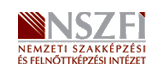 NSZFI
NEMZETI SZAKKÉPZÉSI
ÉS FELNŐTTKÉPZÉSI INTÉZET